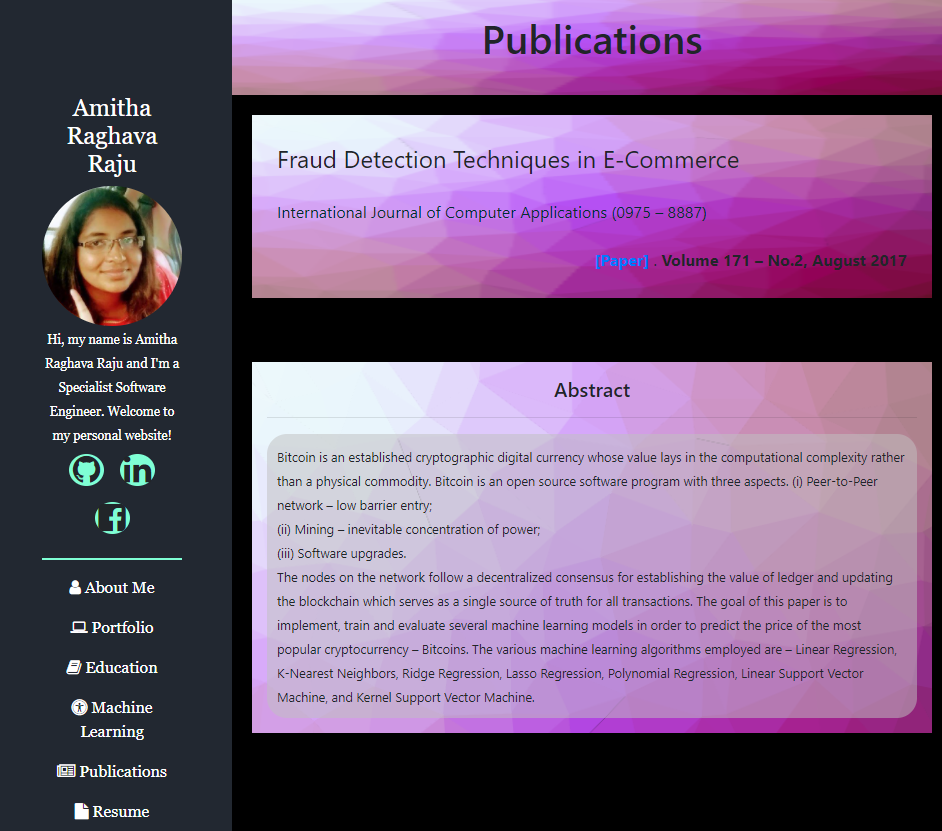 Amitha
Raghava
Raju
Hi, my name is Amitha
Raghava Raju and I'm a
Specialist Software
Engineer. Welcome to
my personal website!
in
f
About Me
Portfolio
Education
Machine
Learning
Publications
Resume
Publications
Fraud Detection Techniques in E-Commerce
International Journal of Computer Applications (0975 – 8887)
[Paper] . Volume 171 – No.2, August 2017
Abstract
Bitcoin is an established cryptographic digital currency whose value lays in the computational complexity rather
than a physical commodity. Bitcoin is an open source software program with three aspects. (i) Peer-to-Peer
network – low barrier entry;
(ii) Mining – inevitable concentration of power;
(iii) Software upgrades.
The nodes on the network follow a decentralized consensus for establishing the value of ledger and updating
the blockchain which serves as a single source of truth for all transactions. The goal of this paper is to
implement, train and evaluate several machine learning models in order to predict the price of the most
popular cryptocurrency – Bitcoins. The various machine learning algorithms employed are – Linear Regression,
K-Nearest Neighbors, Ridge Regression, Lasso Regression, Polynomial Regression, Linear Support Vector
Machine, and Kernel Support Vector Machine.